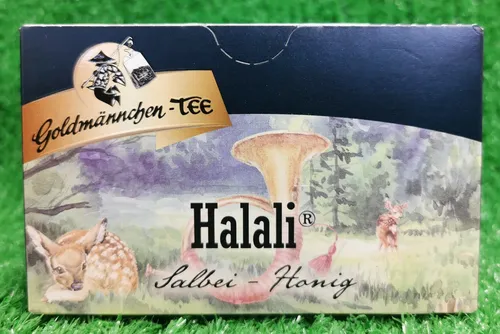 Goldmännchen-TEE
Halali®
Salbei - Honig